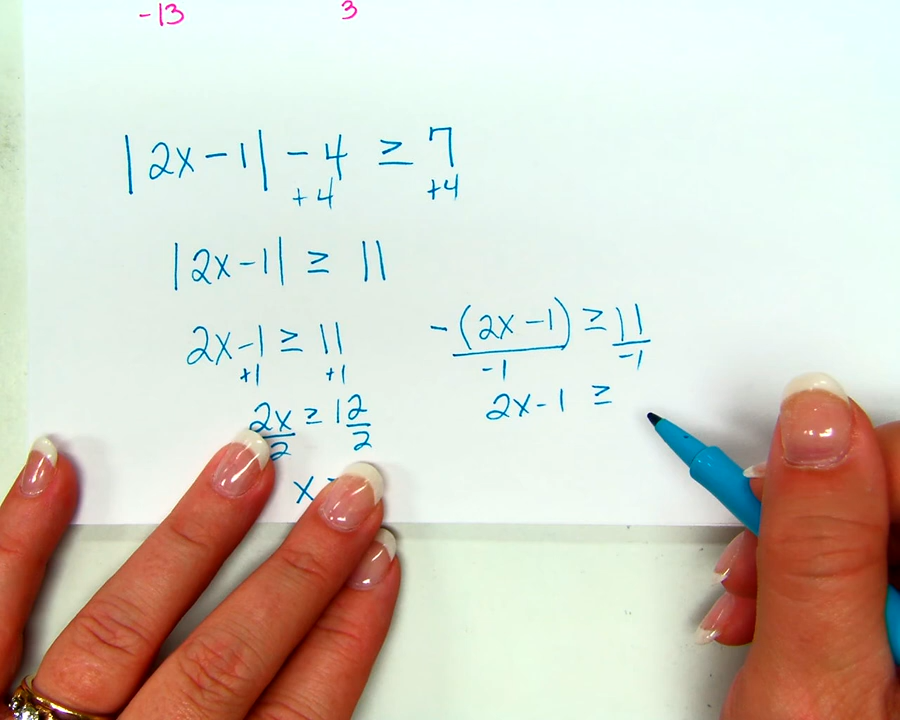 -13 3
|2x-1| - 4 ≥ 7
+4 +4
|2x-1| ≥ 11
-(2x-1) ≥ 11
2x-1 ≥ 11
-1 -1
+1 +1
2x-1 ≥
2x ≥ 12
2 2
x